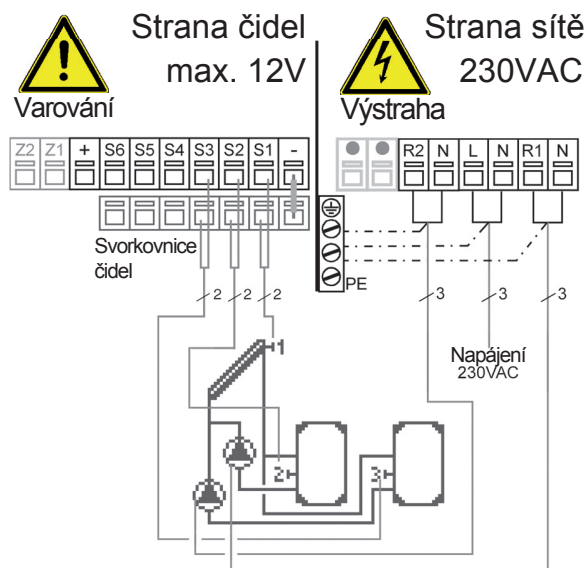 Strana čidel
max. 12V
Varování
Strana sítě
230VAC
Výstraha
Z2 Z1 + S6 S5 S4 S3 S2 S1 -
R2 N L N R1 N
Svorkovnice
čidel
PE
2 2 2
3 3 3
Napájení
230VAC
1
2
3